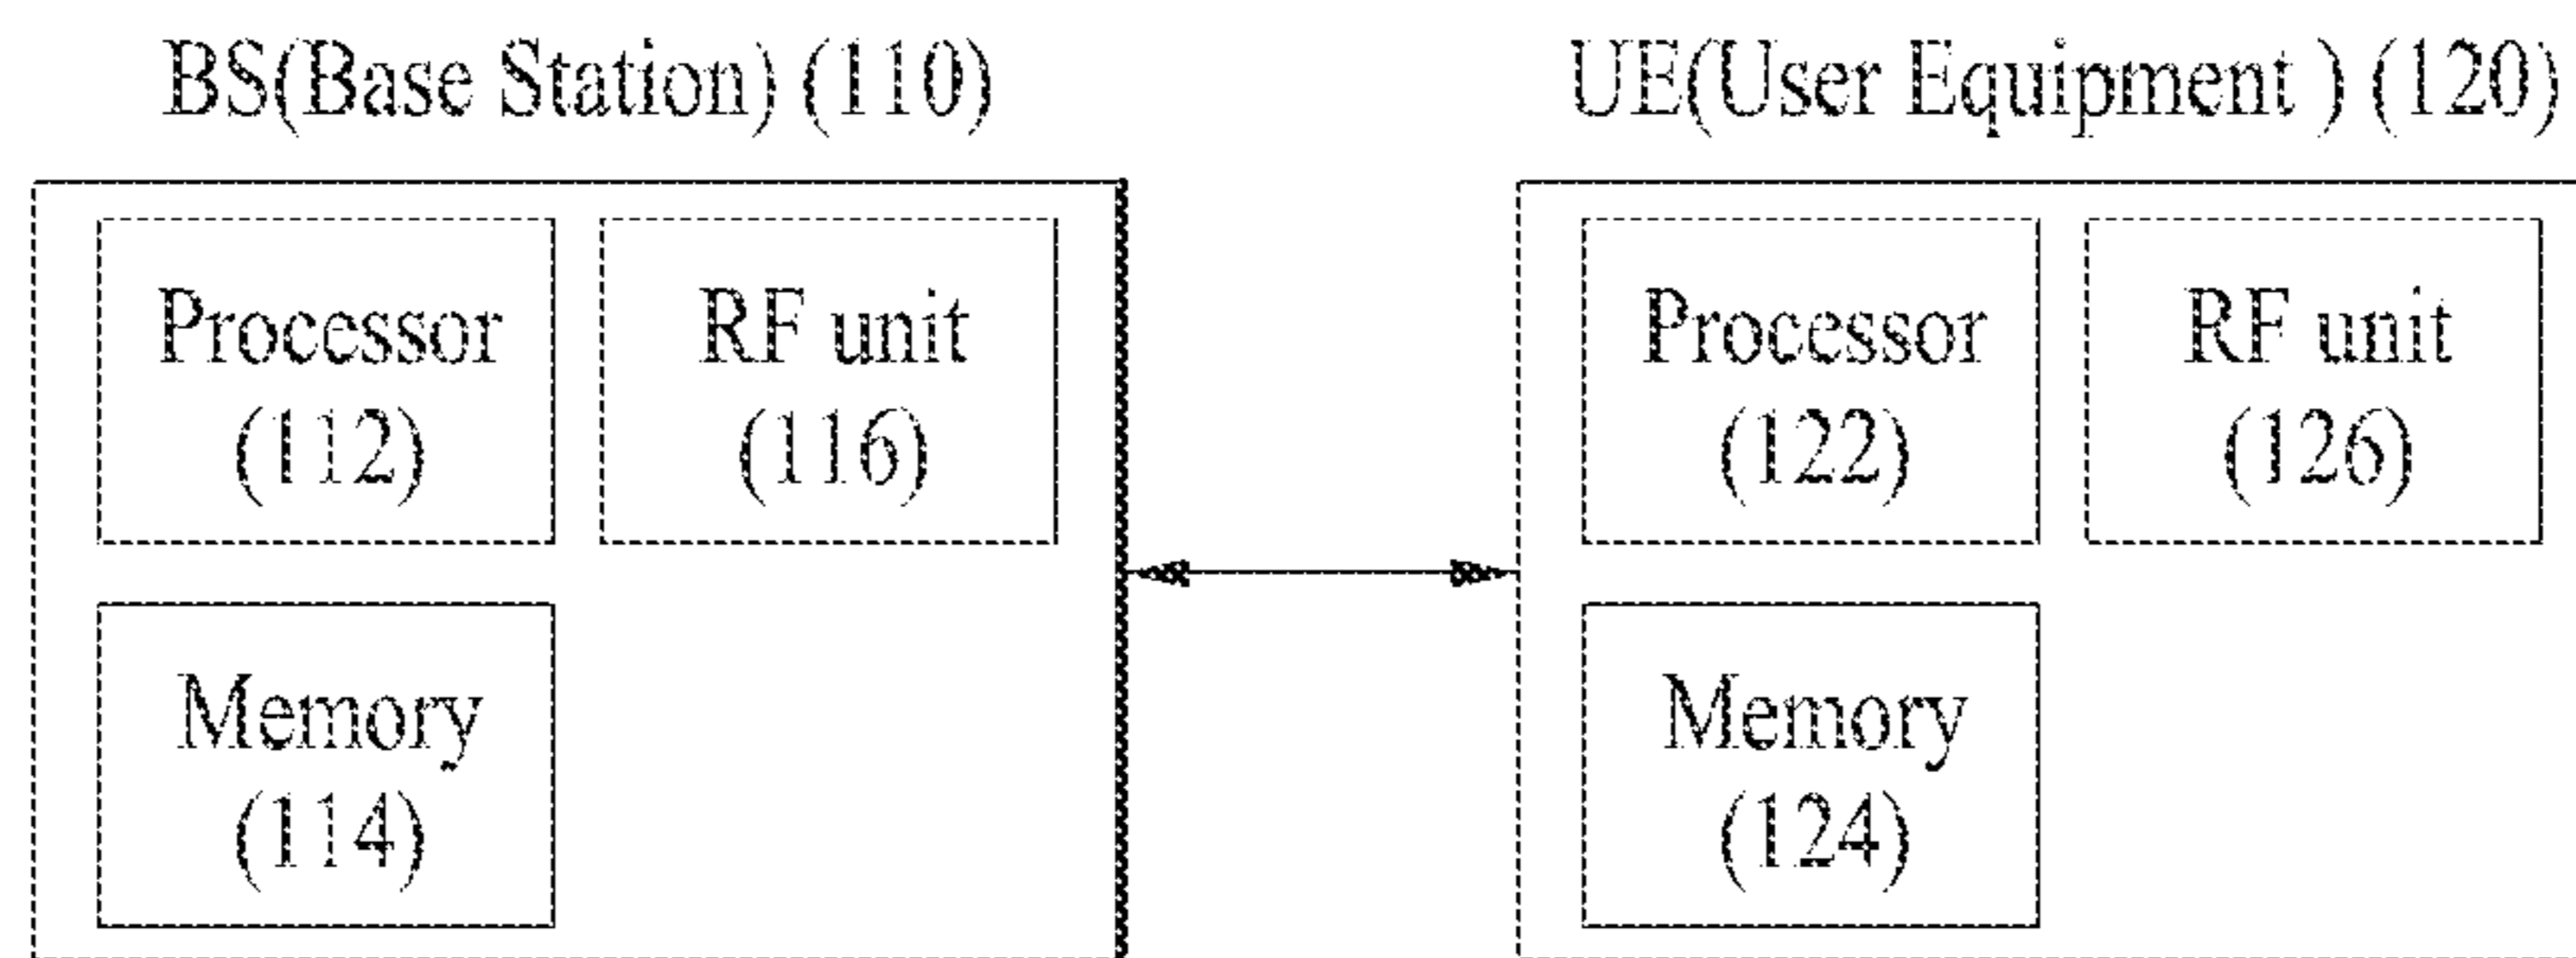 BS(Base Station) (110)
Processor
(112)
RF unit
(116)
Memory
(114)
UE(User Equipment ) (120)
Processor
(122)
RF unit
(126)
Memory
(124)